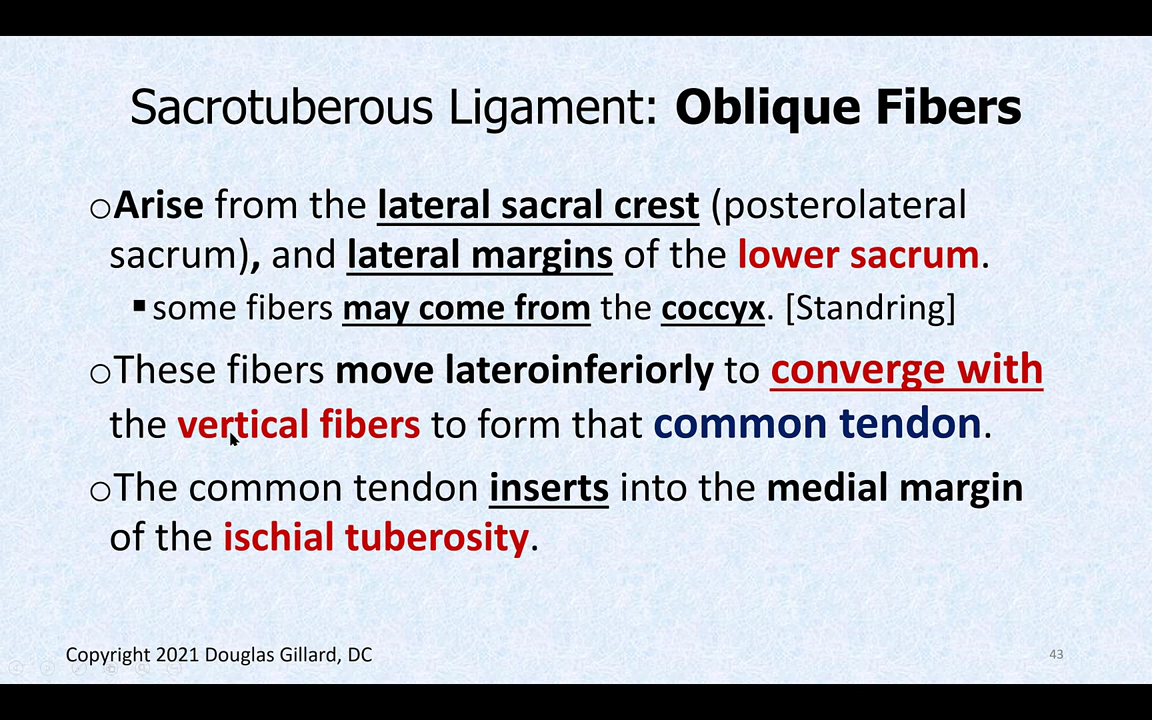 Sacrotuberous Ligament: Oblique Fibers
○Arise from the lateral sacral crest (posterolateral
sacrum), and lateral margins of the lower sacrum.
▪some fibers may come from the coccyx. [Standring]
○These fibers move lateroinferiorly to converge with
the vertical fibers to form that common tendon.
○The common tendon inserts into the medial margin
of the ischial tuberosity.
Copyright 2021 Douglas Gillard, DC
43